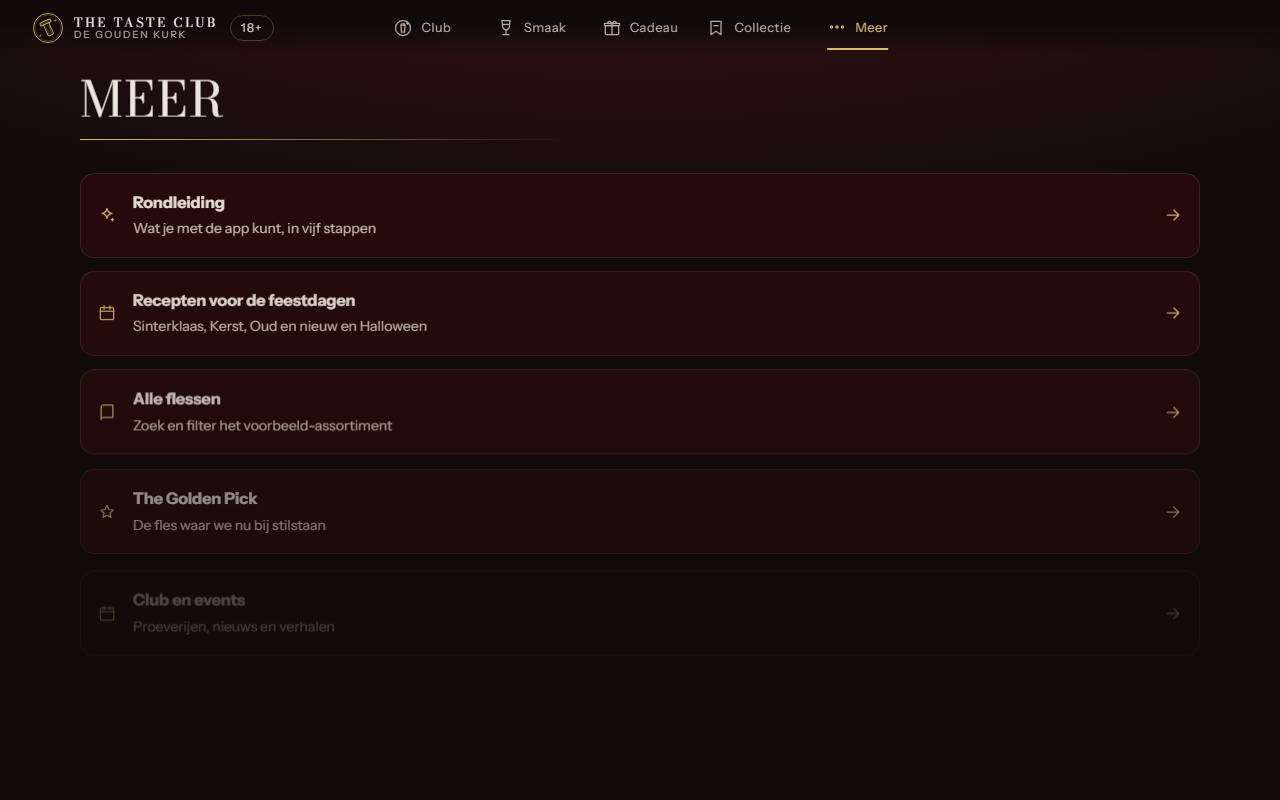 THE TASTE CLUB
DE GOUDEN KURK
18+
Club
Smaak
Cadeau
Collectie
Meer
MEER
Rondleiding
Wat je met de app kunt, in vijf stappen
Recepten voor de feestdagen
Sinterklaas, Kerst, Oud en nieuw en Halloween
Alle flessen
Zoek en filter het voorbeeld-assortiment
The Golden Pick
De fles waar we nu bij stilstaan
Club en events
Proeverijen, nieuws en verhalen